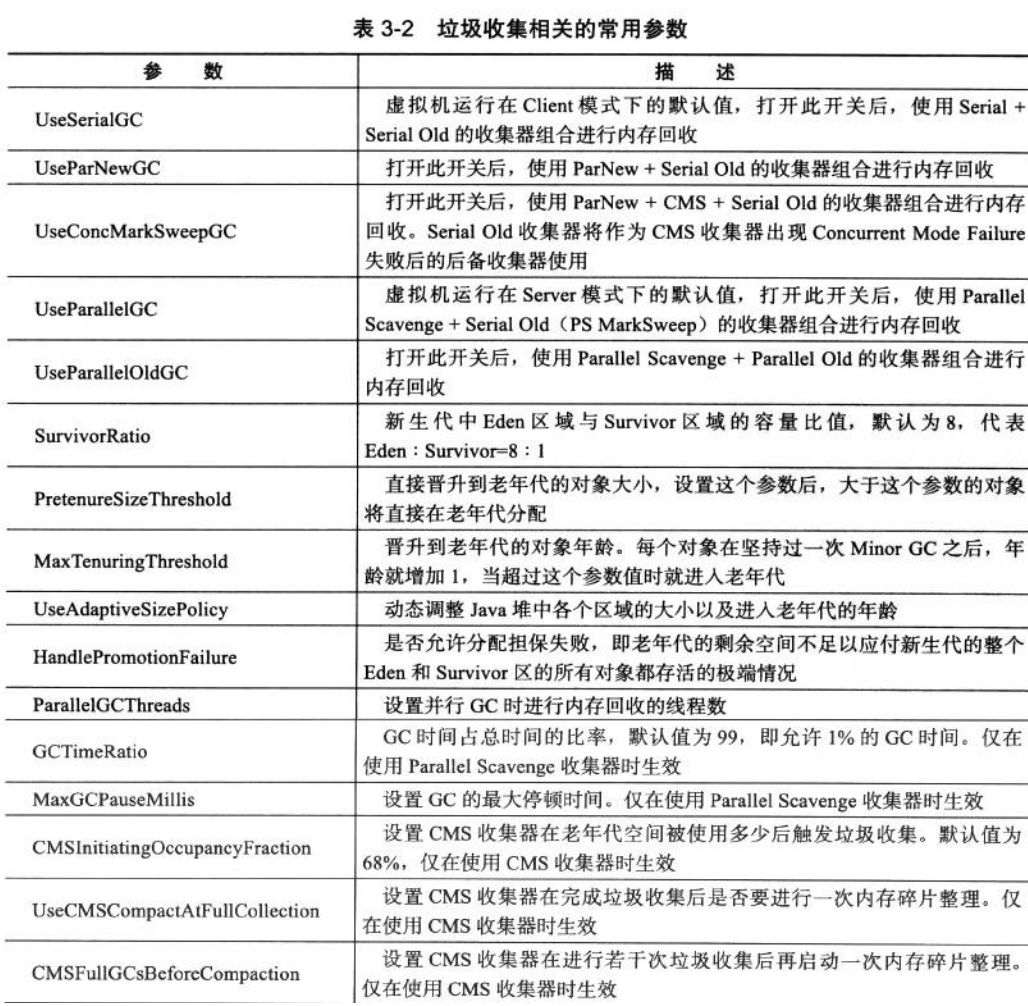 表 3-2 垃圾收集相关的常用参数
参 数 描 述
UseSerialGC
虚拟机运行在 Client 模式下的默认值，打开此开关后，使用 Serial +
Serial Old 的收集器组合进行内存回收
UseParNewGC
打开此开关后，使用 ParNew + Serial Old 的收集器组合进行内存回收
UseConcMarkSweepGC
打开此开关后，使用 ParNew + CMS + Serial Old 的收集器组合进行内存
回收。Serial Old 收集器将作为 CMS 收集器出现 Concurrent Mode Failure
失败后的后备收集器使用
UseParallelGC
虚拟机运行在 Server 模式下的默认值，打开此开关后，使用 Parallel
Scavenge + Serial Old（PS MarkSweep）的收集器组合进行内存回收
UseParallelOldGC
打开此开关后，使用 Parallel Scavenge + Parallel Old 的收集器组合进行
内存回收
SurvivorRatio
新生代中 Eden 区域与 Survivor 区域的容量比值，默认为 8，代表
Eden：Survivor=8：1
PretenureSizeThreshold
直接晋升到老年代的对象大小，设置这个参数后，大于这个参数的对象
将直接在老年代分配
MaxTenuringThreshold
晋升到老年代的对象年龄。每个对象在坚持过一次 Minor GC 之后，年
龄就增加 1，当超过这个参数值时就进入老年代
UseAdaptiveSizePolicy
动态调整 Java 堆中各个区域的大小以及进入老年代的年龄
HandlePromotionFailure
是否允许分配担保失败，即老年代的剩余空间不足以应付新生代的整个
Eden 和 Survivor 区的所有对象都存活的极端情况
ParallelGCThreads
设置并行 GC 时进行内存回收的线程数
GCTimeRatio
GC 时间占总时间的比率，默认值为 99，即允许 1% 的 GC 时间。仅在
使用 Parallel Scavenge 收集器时生效
MaxGCPauseMillis
设置 GC 的最大停顿时间。仅在使用 Parallel Scavenge 收集器时生效
CMSInitiatingOccupancyFraction
设置 CMS 收集器在老年代空间被使用多少后触发垃圾收集。默认值为
68%，仅在使用 CMS 收集器时生效
UseCMSCompactAtFullCollection
设置 CMS 收集器在完成垃圾收集后是否要进行一次内存碎片整理。仅
在使用 CMS 收集器时生效
CMSFullGCsBeforeCompaction
设置 CMS 收集器在进行若干次垃圾收集后再启动一次内存碎片整理。
仅在使用 CMS 收集器时生效